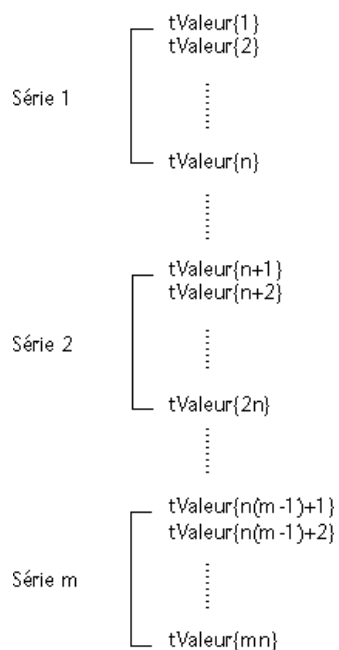 tValeur{1}
tValeur{2}
Série 1
tValeur{n}
tValeur{n+1}
tValeur{n+2}
Série 2
tValeur{2n}
tValeur{n(m-1)+1}
tValeur{n(m-1)+2}
Série m
tValeur{mn}